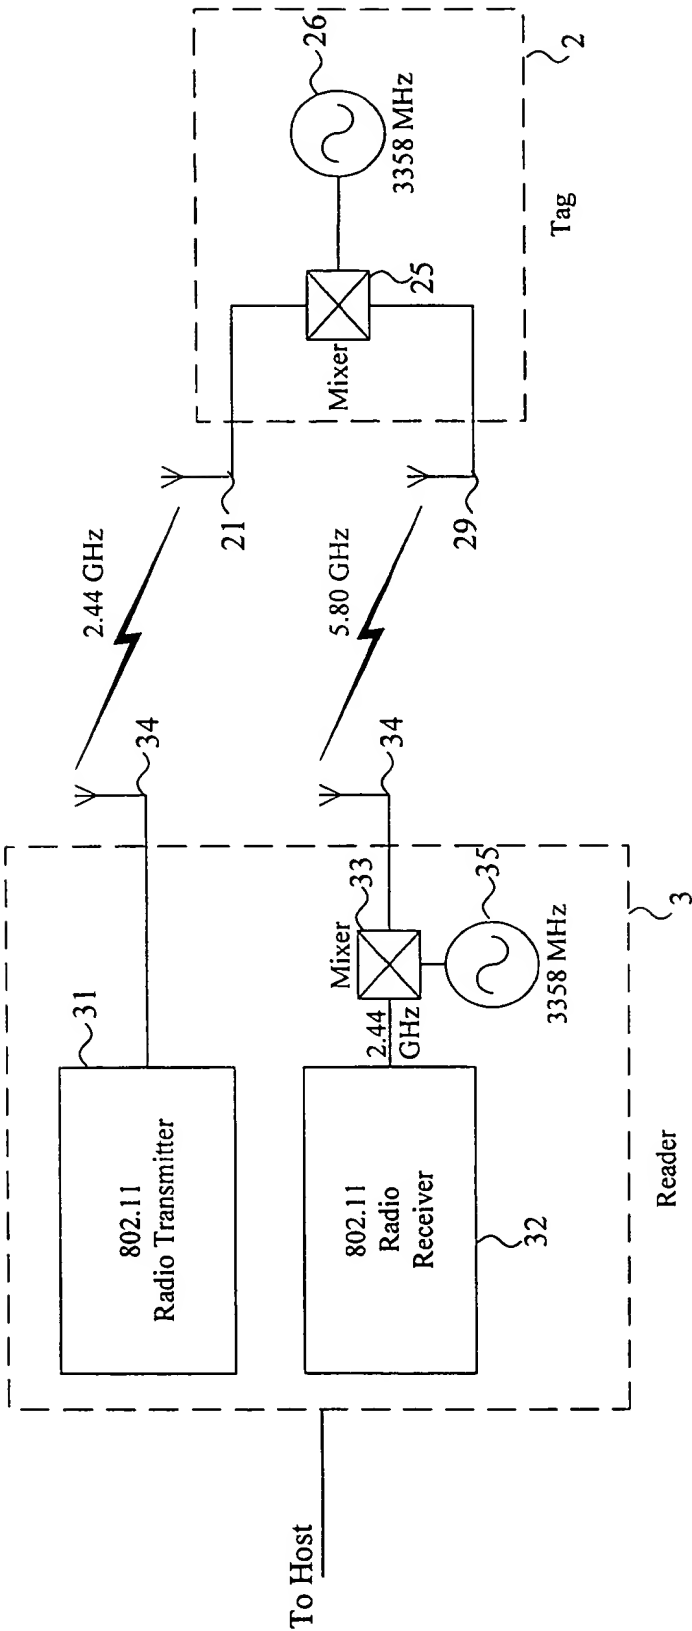 To Host
802.11
Radio Transmitter
31
34
2.44 GHz
21
802.11
Radio
Receiver
32
2.44
GHz
Mixer
33
34
35
3358 MHz
5.80 GHz
29
Reader
3
Mixer
25
26
3358 MHz
Tag
2